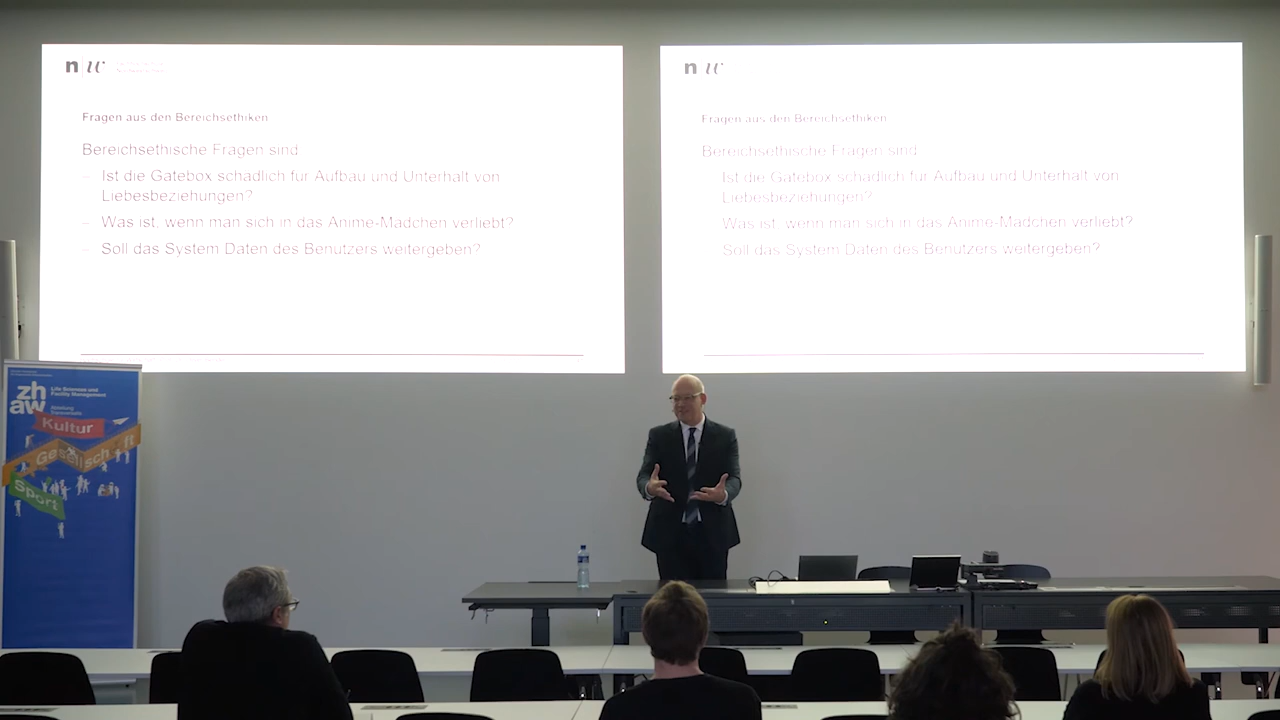 n|w Fachhochschule
Nordwestschweiz
Fragen aus den Bereichsethiken
Bereichsethische Fragen sind
– Ist die Gatebox schädlich für Aufbau und Unterhalt von
Liebesbeziehungen?
– Was ist, wenn man sich in das Anime-Mädchen verliebt?
– Soll das System Daten des Benutzers weitergeben?
n|w
Fragen aus den Bereichsethiken
Bereichsethische Fragen sind
Ist die Gatebox schädlich für Aufbau und Unterhalt von
Liebesbeziehungen?
Was ist, wenn man sich in das Anime-Mädchen verliebt?
Soll das System Daten des Benutzers weitergeben?
zh
aw
Life Sciences und
Facility Management
Kultur
Gesellschaft
Sport